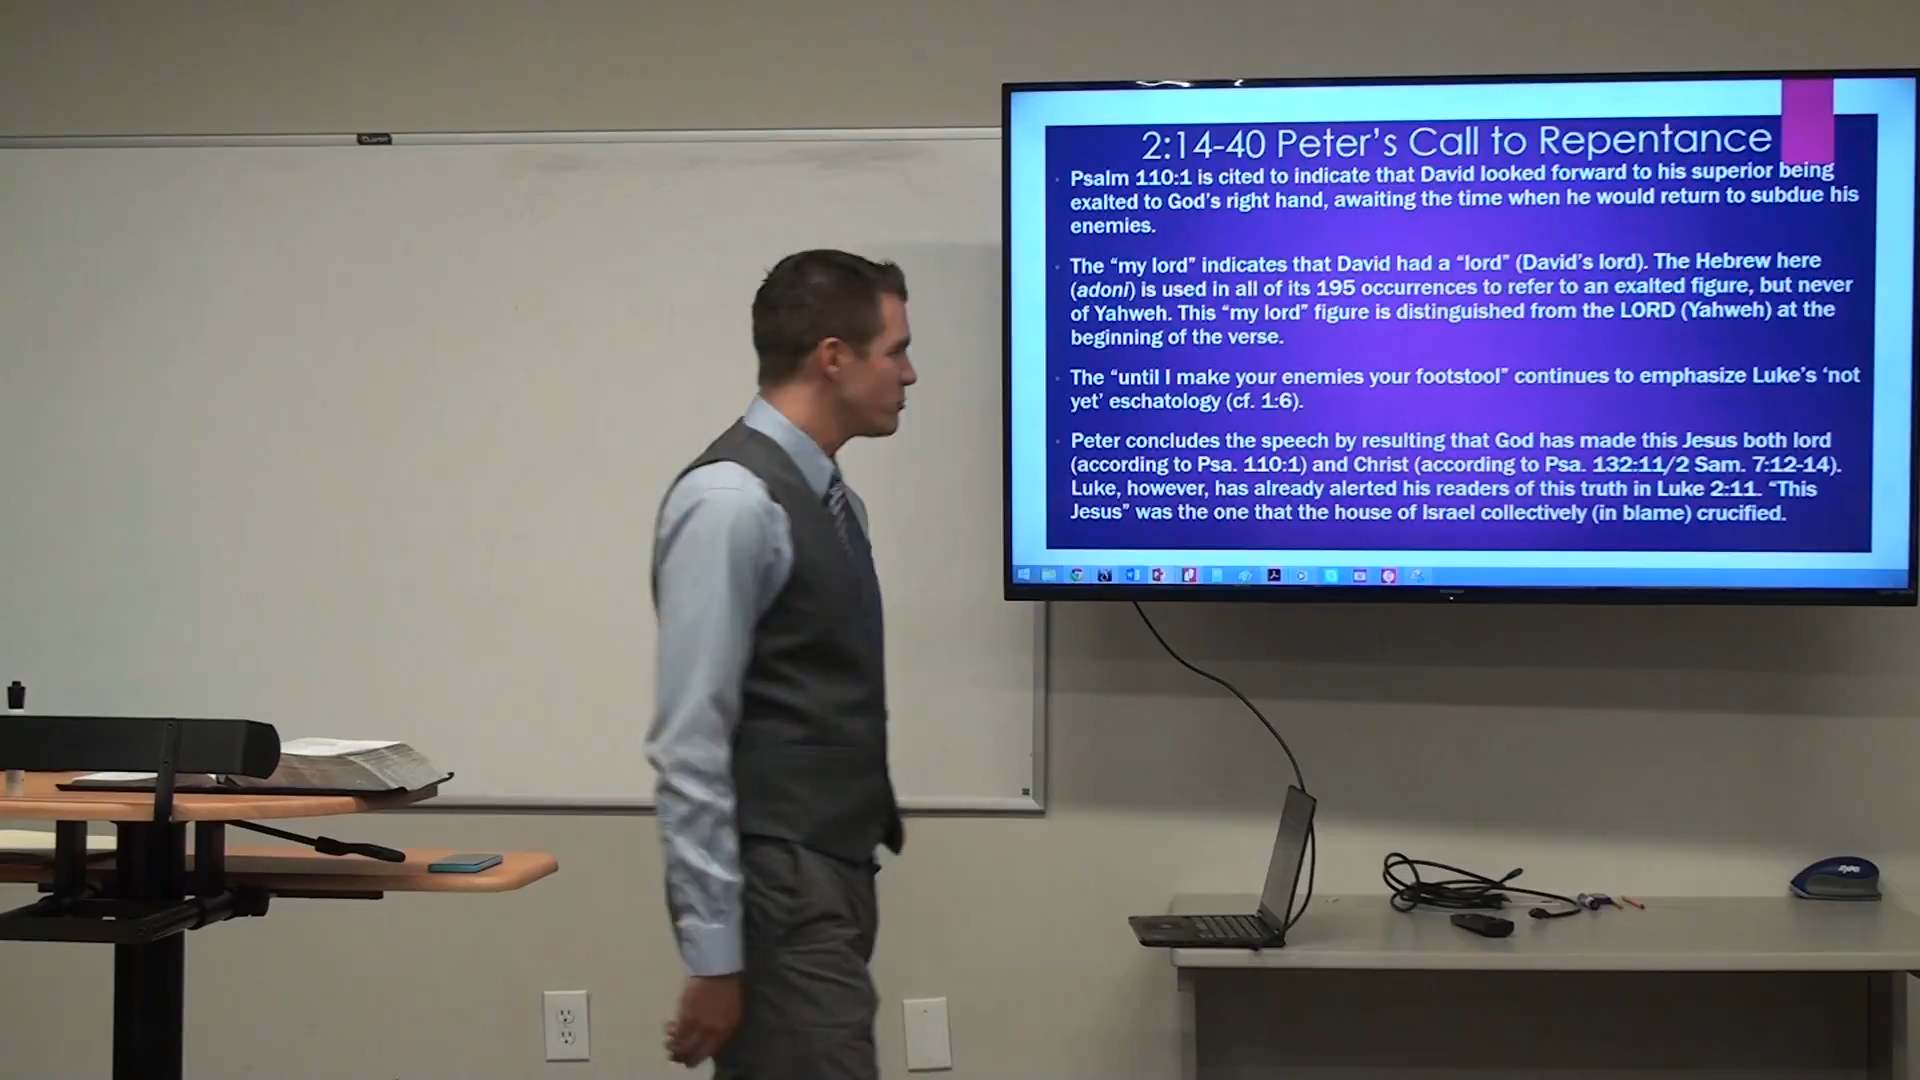 2:14-40 Peter's Call to Repentance
Psalm 110:1 is cited to indicate that David looked forward to his superior being
exalted to God's right hand, awaiting the time when he would return to subdue his
enemies.
The “my lord” indicates that David had a “lord” (David's lord). The Hebrew here
(adoni) is used in all of its 195 occurrences to refer to an exalted figure, but never
of Yahweh. This “my lord” figure is distinguished from the LORD (Yahweh) at the
beginning of the verse.
The “until I make your enemies your footstool” continues to emphasize Luke's ‘not
yet’ eschatology (cf. 1:6).
Peter concludes the speech by resulting that God has made this Jesus both lord
(according to Psa. 110:1) and Christ (according to Psa. 132:11/2 Sam. 7:12-14).
Luke, however, has already alerted his readers of this truth in Luke 2:11. “This
Jesus” was the one that the house of Israel collectively (in blame) crucified.